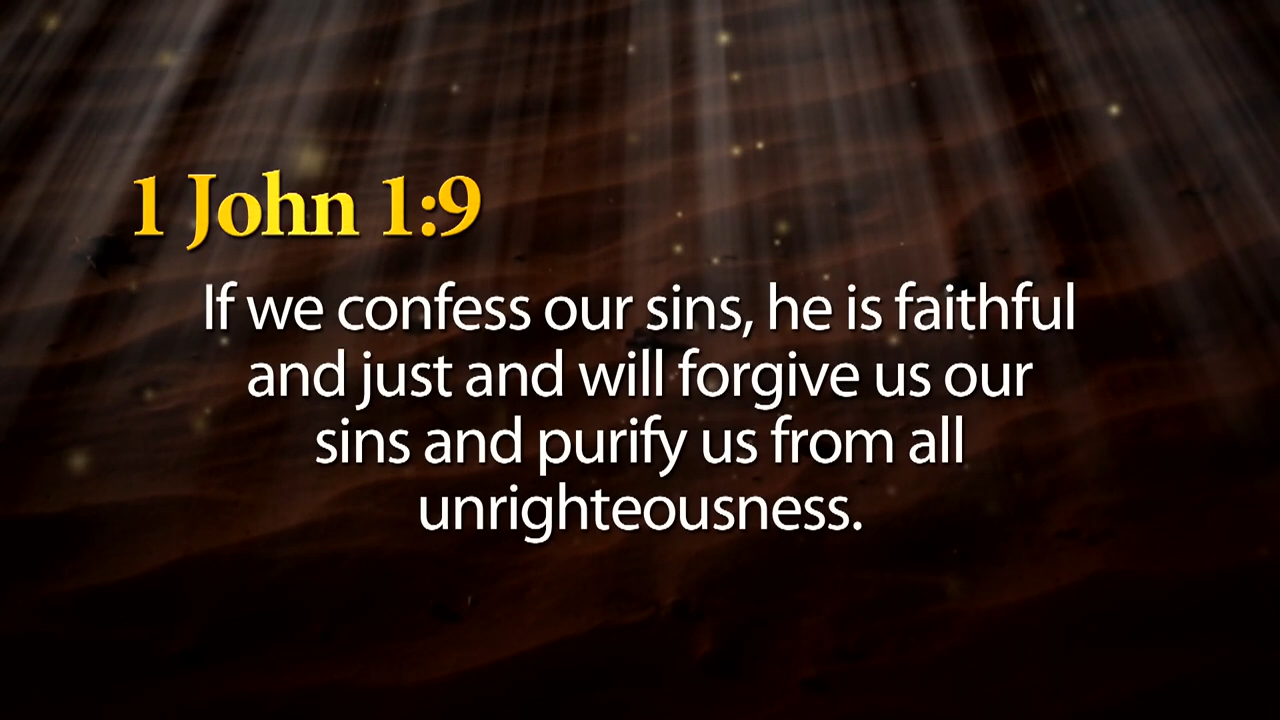 1 John 1:9
If we confess our sins, he is faithful
and just and will forgive us our
sins and purify us from all
unrighteousness.